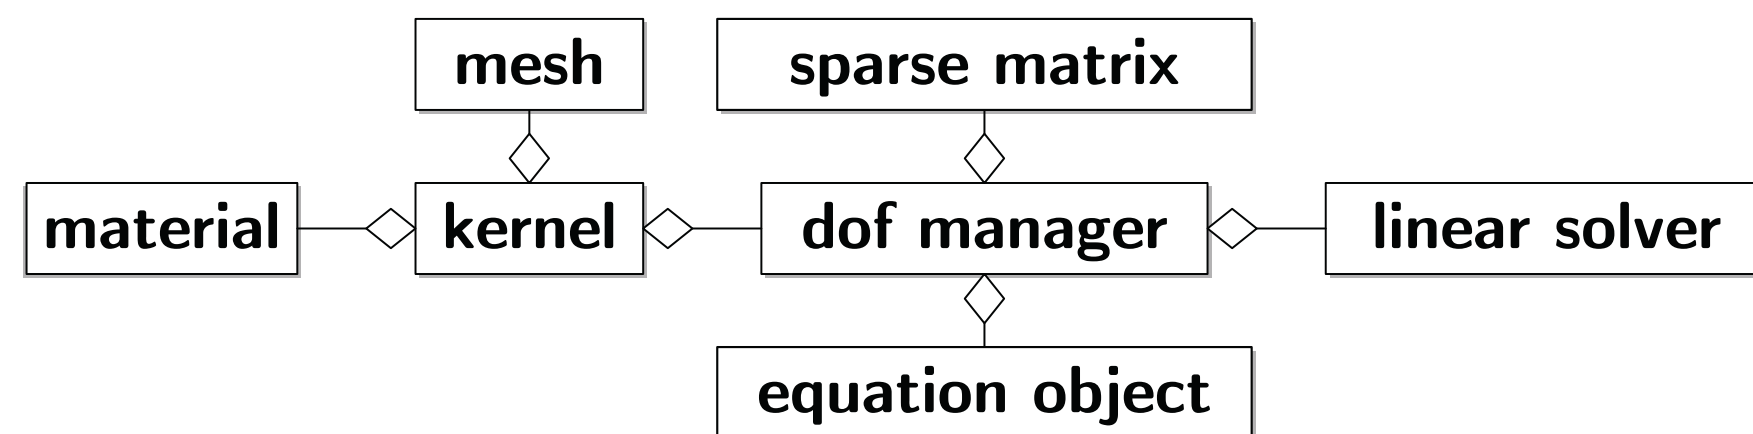 mesh
sparse matrix
material
kernel
dof manager
linear solver
equation object